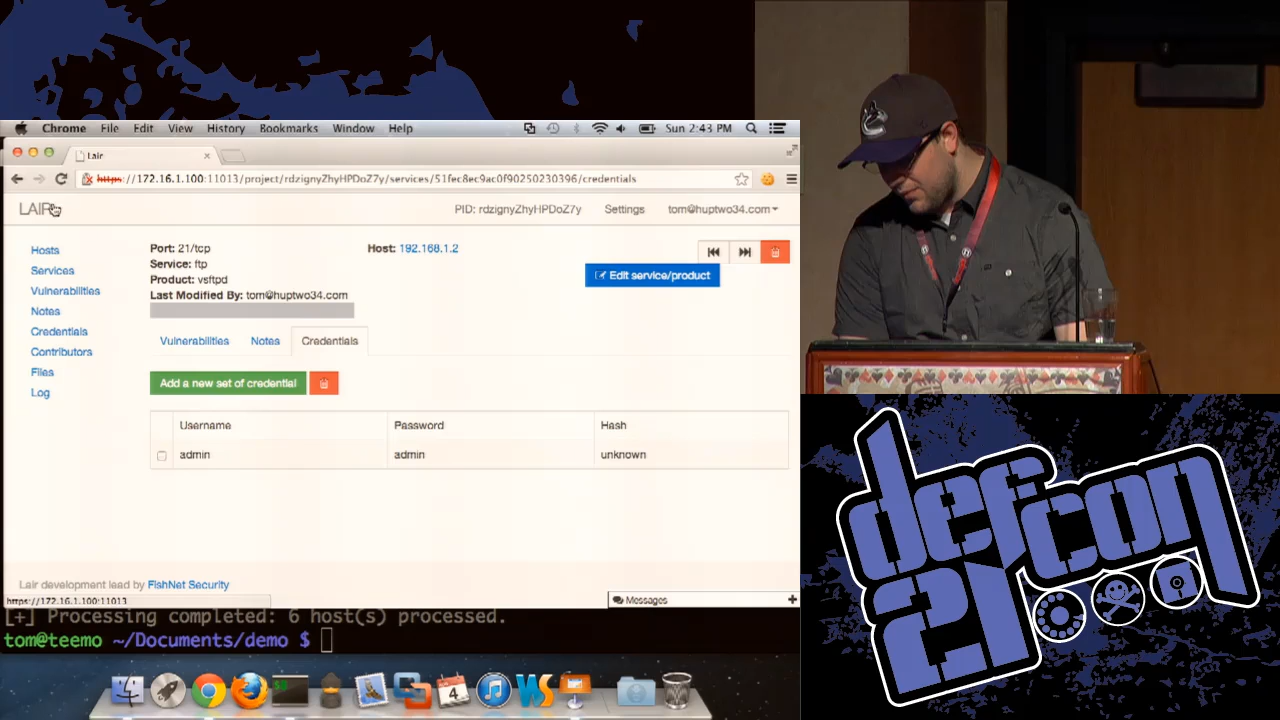 Chrome File Edit View History Bookmarks Window Help Sun 2:43 PM
Lair
https://172.16.1.100:11013/project/rdzignyZhyHPDoZ7y/services/51fec8ec9ac0f90250230396/credentials
LAIR PID: rdzignyZhyHPDoZ7y Settings tom@huptwo34.com
Hosts
Services
Vulnerabilities
Notes
Credentials
Contributors
Files
Log
Port: 21/tcp
Service: ftp
Product: vsftpd
Last Modified By: tom@huptwo34.com
Host: 192.168.1.2
Edit service/product
Vulnerabilities Notes Credentials
Add a new set of credential
Username Password Hash
admin admin unknown
Lair development lead by FishNet Security
https://172.16.1.100:11013
Messages
[+] Processing completed: 6 host(s) processed.
tom@teemo ~/Documents/demo $
4
defcon
21